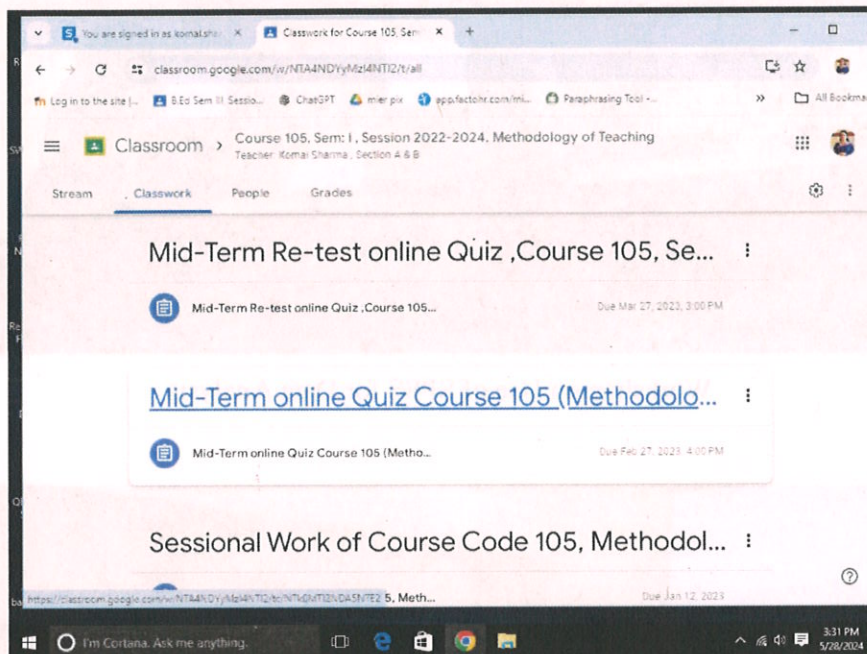 You are signed in as komal.sha
Classwork for Course 105, Sem
classroom.google.com/w/NTA4NDYyMzI4NTI2/t/all
Log in to the site |...
B.Ed Sem III Sessio...
ChatGPT
mier pix
app.factohr.com/mi...
Paraphrasing Tool -...
All Bookma
Classroom
Course 105, Sem: I, Session 2022-2024, Methodology of Teaching
Teacher: Komal Sharma, Section A & B
Stream
Classwork
People
Grades
Mid-Term Re-test online Quiz ,Course 105, Se...
Mid-Term Re-test online Quiz ,Course 105...
Due Mar 27, 2023, 3:00 PM
Mid-Term online Quiz Course 105 (Methodolo...
Mid-Term online Quiz Course 105 (Metho...
Due Feb 27, 2023, 4:00 PM
Sessional Work of Course Code 105, Methodol...
5, Meth...
Due Jan 12, 2023
I'm Cortana. Ask me anything.
3:31 PM
5/28/2024